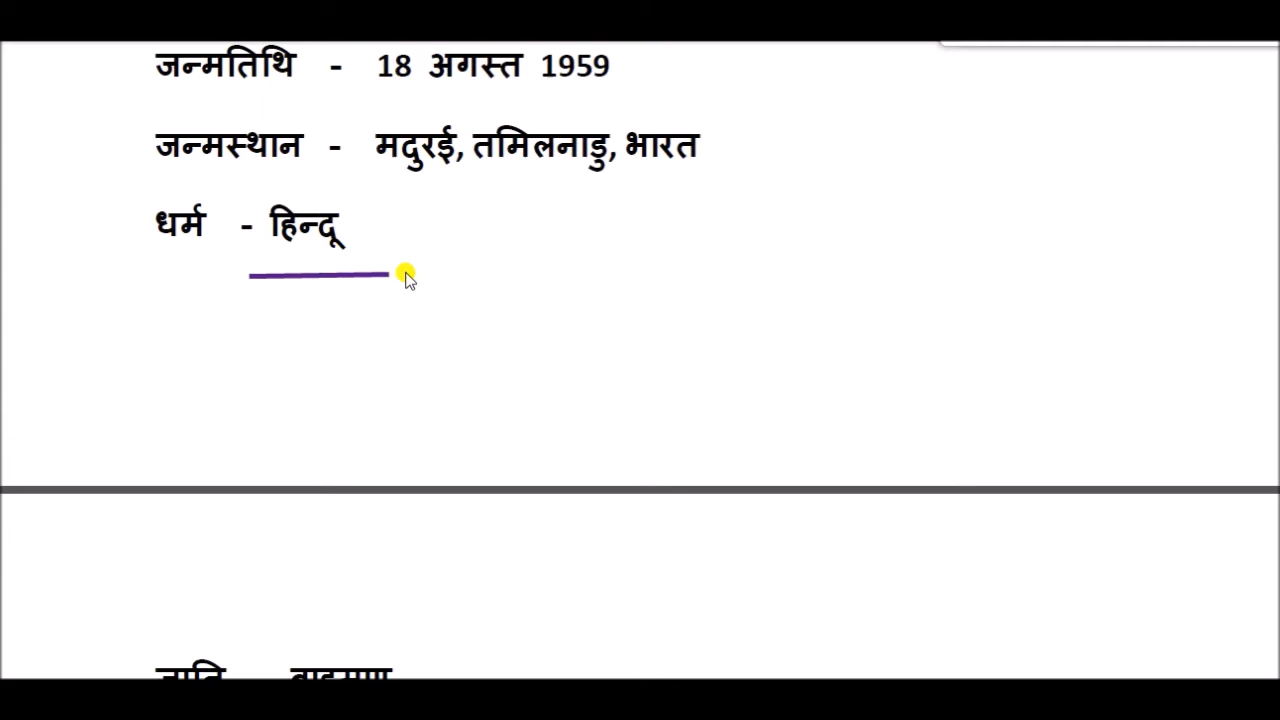 जन्मतिथि - 18 अगस्त 1959
जन्मस्थान - मदुरई, तमिलनाडु, भारत
धर्म - हिन्दू